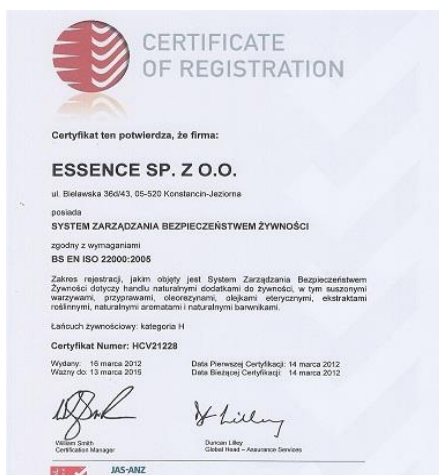 CERTIFICATE
OF REGISTRATION
Certyfikat ten potwierdza, że firma:
ESSENCE SP. Z O.O.
ul. Bielawska 36d/43, 05-520 Konstancin-Jeziorna
posiada
SYSTEM ZARZĄDZANIA BEZPIECZEŃSTWEM ŻYWNOŚCI
zgodny z wymaganiami
BS EN ISO 22000:2005
Zakres rejestracji, jakim objęty jest System Zarządzania Bezpieczeństwem
Żywności dotyczy handlu naturalnymi dodatkami do żywności, w tym suszonymi
warzywami, przyprawami, oleorezynami, olejkami eterycznymi, ekstraktami
roślinnymi, naturalnymi aromatami i naturalnymi barwnikami.
Łańcuch żywnościowy: kategoria H
Certyfikat Numer: HCV21228
Wydany: 16 marca 2012 Data Pierwszej Certyfikacji: 14 marca 2012
Ważny do: 13 marca 2015 Data Bieżącej Certyfikacji: 14 marca 2012
William Smith Duncan Lilley
Certification Manager Global Head – Assurance Services
JAS-ANZ